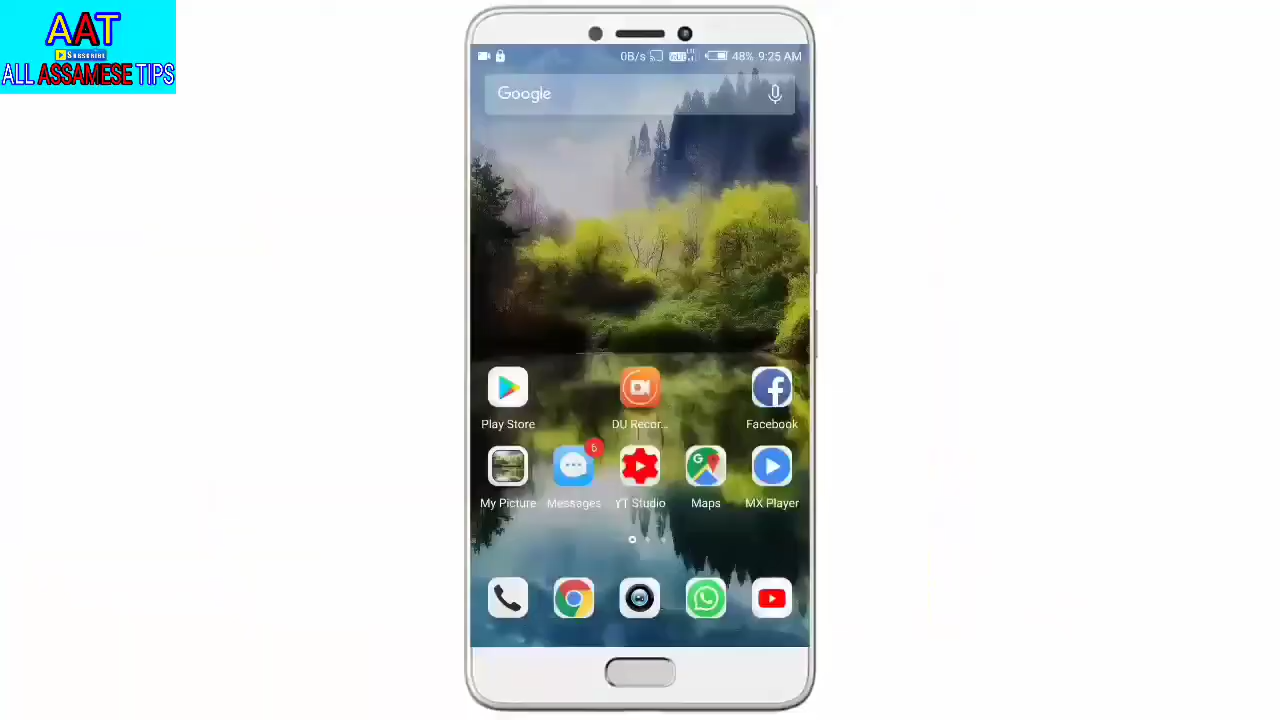 AAT
Subscribe
ALL ASSAMESE TIPS
0B/s 48% 9:25 AM
Google
Play Store
DU Recor...
Facebook
6
My Picture
Messages
YT Studio
Maps
MX Player